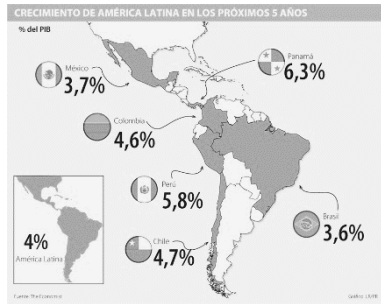 CRECIMIENTO DE AMÉRICA LATINA EN LOS PRÓXIMOS 5 AÑOS
% del PIB
México
3,7%
Panamá
6,3%
Colombia
4,6%
Perú
5,8%
Brasil
3,6%
Chile
4,7%
4%
América Latina
Fuente: The Economist